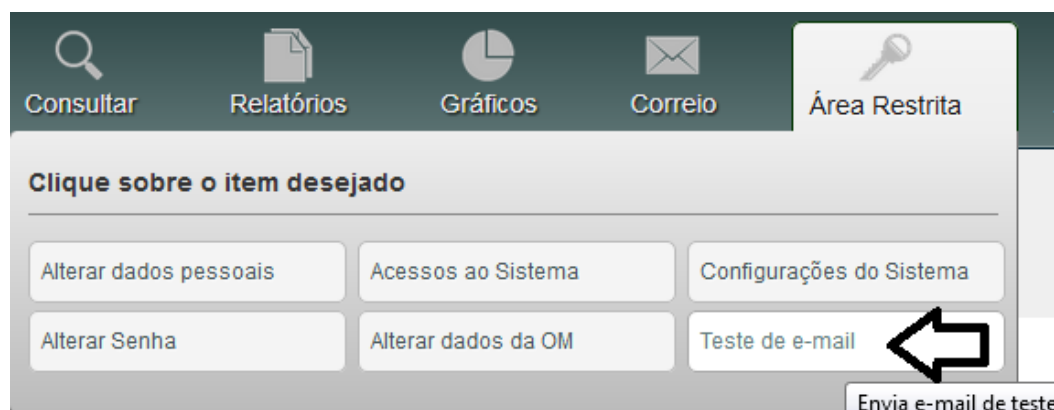 Consultar Relatórios Gráficos Correio Área Restrita
Clique sobre o item desejado
Alterar dados pessoais Acessos ao Sistema Configurações do Sistema
Alterar Senha Alterar dados da OM Teste de e-mail
Envia e-mail de teste